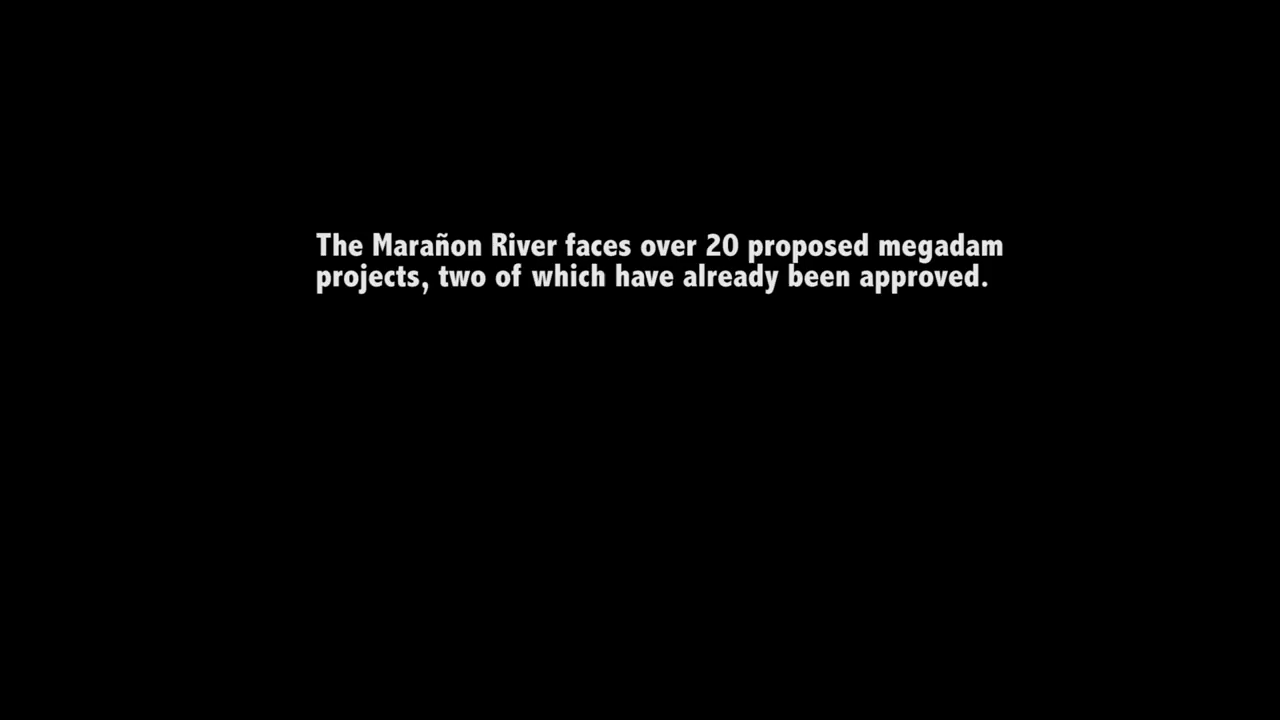 The Marañon River faces over 20 proposed megadam
projects, two of which have already been approved.